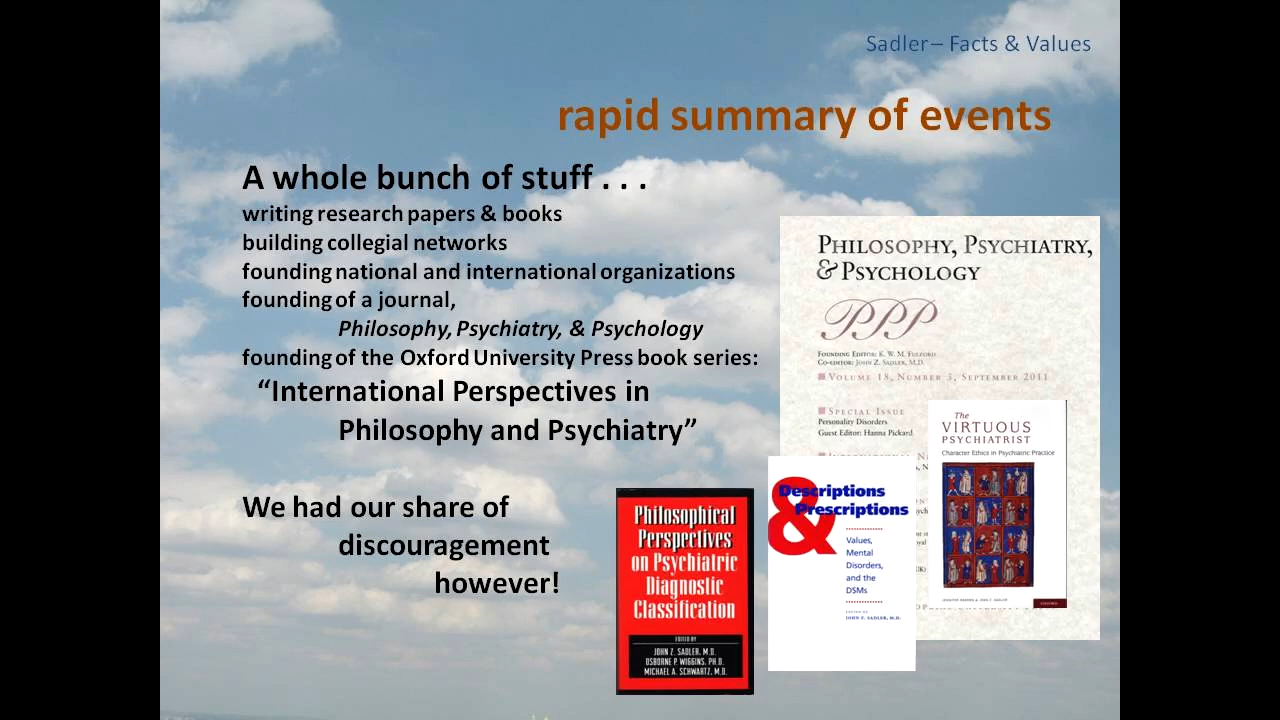 Sadler– Facts & Values
rapid summary of events
A whole bunch of stuff . . .
writing research papers & books
building collegial networks
founding national and international organizations
founding of a journal,
Philosophy, Psychiatry, & Psychology
founding of the Oxford University Press book series:
“International Perspectives in
Philosophy and Psychiatry”
We had our share of
discouragement
however!
PHILOSOPHY, PSYCHIATRY,
& PSYCHOLOGY
PPP
FOUNDING EDITOR: K. W. M. FULFORD
CO-EDITOR: JOHN Z. SADLER, M.D.
VOLUME 18, NUMBER 3, SEPTEMBER 2011
SPECIAL ISSUE
Personality Disorders
Guest Editor: Hanna Pickard
The
VIRTUOUS
PSYCHIATRIST
Character Ethics in Psychiatric Practice
OXFORD
Descriptions
& Prescriptions
Values,
Mental
Disorders,
and the
DSMs
EDITED BY
JOHN Z. SADLER, M.D.
Philosophical
Perspectives
on Psychiatric
Diagnostic
Classification
EDITED BY
JOHN Z. SADLER, M.D.
OSBORNE P. WIGGINS, PH.D.
MICHAEL A. SCHWARTZ, M.D.